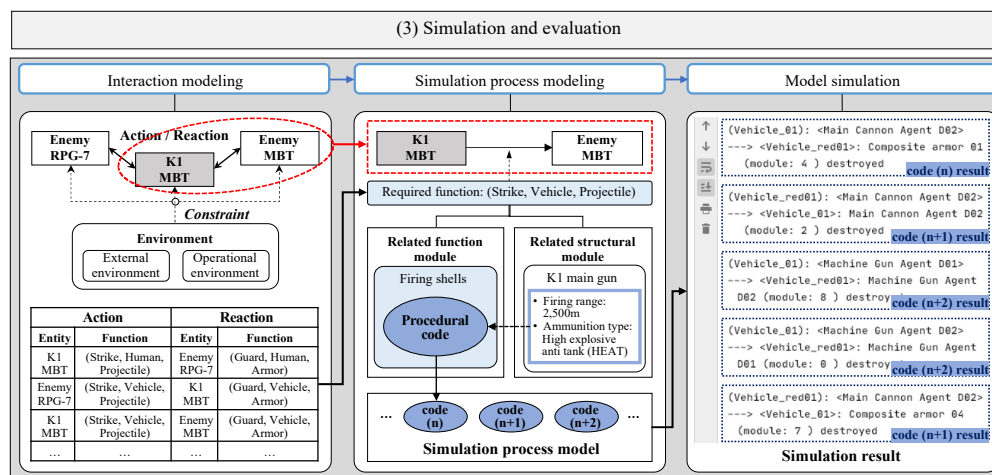 (3) Simulation and evaluation
Interaction modeling
Simulation process modeling
Model simulation
Enemy
RPG-7
Action / Reaction
K1
MBT
Enemy
MBT
Constraint
Environment
External
environment
Operational
environment
Action
Reaction
Entity
Function
Entity
Function
K1
MBT
(Strike, Human,
Projectile)
Enemy
RPG-7
(Guard, Human,
Armor)
Enemy
RPG-7
(Strike, Vehicle,
Projectile)
K1
MBT
(Guard, Vehicle,
Armor)
K1
MBT
(Strike, Vehicle,
Projectile)
Enemy
MBT
(Guard, Vehicle,
Armor)
…
…
…
…
K1
MBT
Enemy
MBT
Required function: (Strike, Vehicle, Projectile)
Related function
module
Firing shells
Procedural
code
Related structural
module
K1 main gun
• Firing range:
2,500m
• Ammunition type:
High explosive
anti tank (HEAT)
…
code
(n)
code
(n+1)
code
(n+2)
…
Simulation process model
(Vehicle_01): <Main Cannon Agent D02>
---> <Vehicle_red01>: Composite armor 01
(module: 4 ) destroyed
code (n) result
(Vehicle_red01): <Main Cannon Agent D02>
---> <Vehicle_01>: Main Cannon Agent D02
(module: 2 ) destroyed
code (n+1) result
(Vehicle_01): <Machine Gun Agent D01>
---> <Vehicle_red01>: Machine Gun Agent
D02 (module: 8 ) destroyed
code (n+2) result
(Vehicle_01): <Machine Gun Agent D02>
---> <Vehicle_red01>: Machine Gun Agent
D01 (module: 0 ) destroyed
code (n+2) result
(Vehicle_red01): <Main Cannon Agent D02>
---> <Vehicle_01>: Composite armor 04
(module: 7 ) destroyed
code (n+1) result
Simulation result